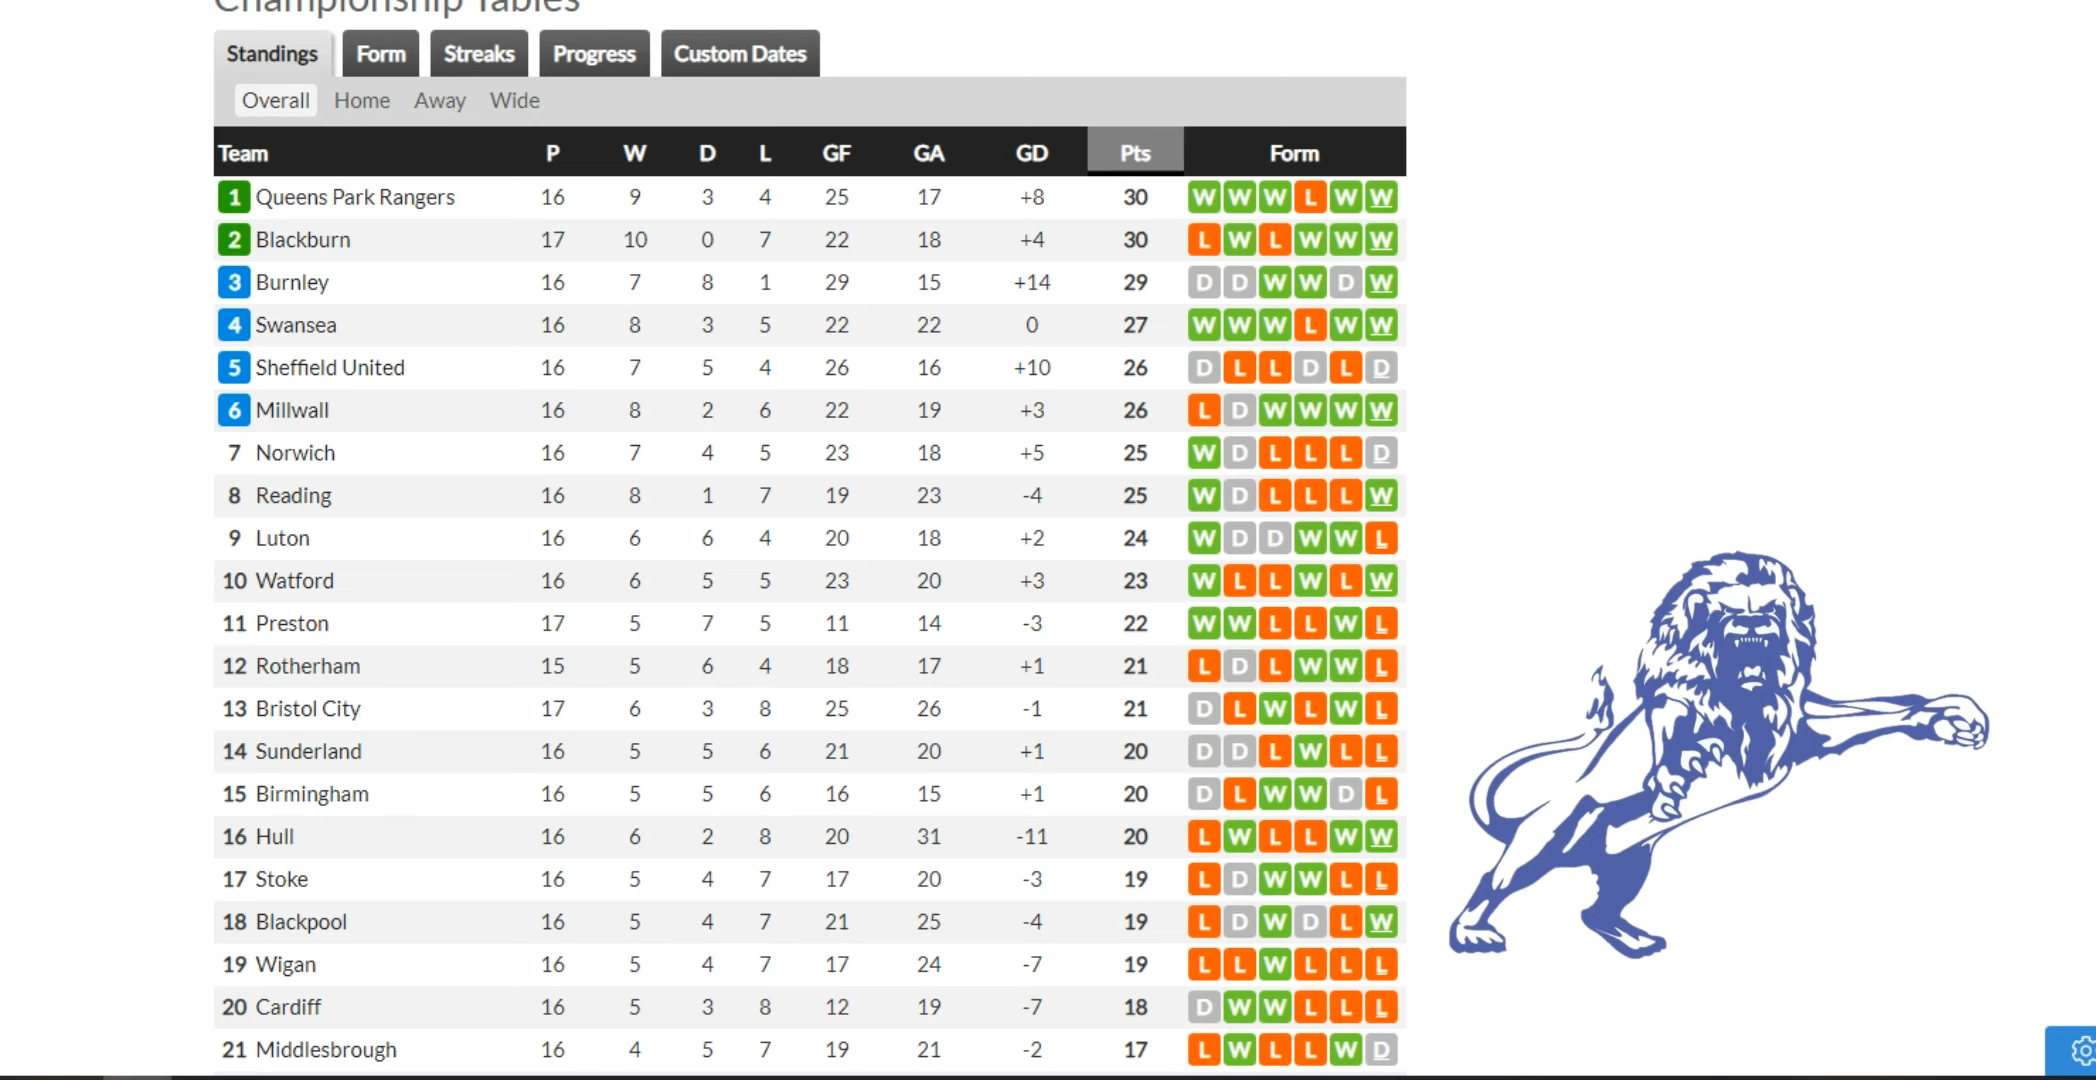 Championship Tables
Standings Form Streaks Progress Custom Dates
Overall Home Away Wide
Team P W D L GF GA GD Pts Form
1 Queens Park Rangers 16 9 3 4 25 17 +8 30 W W W L W W
2 Blackburn 17 10 0 7 22 18 +4 30 L W L W W W
3 Burnley 16 7 8 1 29 15 +14 29 D D W W D W
4 Swansea 16 8 3 5 22 22 0 27 W W W L W W
5 Sheffield United 16 7 5 4 26 16 +10 26 D L L D L D
6 Millwall 16 8 2 6 22 19 +3 26 L D W W W W
7 Norwich 16 7 4 5 23 18 +5 25 W D L L L D
8 Reading 16 8 1 7 19 23 -4 25 W D L L L W
9 Luton 16 6 6 4 20 18 +2 24 W D D W W L
10 Watford 16 6 5 5 23 20 +3 23 W L L W L W
11 Preston 17 5 7 5 11 14 -3 22 W W L L W L
12 Rotherham 15 5 6 4 18 17 +1 21 L D L W W L
13 Bristol City 17 6 3 8 25 26 -1 21 D L W L W L
14 Sunderland 16 5 5 6 21 20 +1 20 D D L W L L
15 Birmingham 16 5 5 6 16 15 +1 20 D L W W D L
16 Hull 16 6 2 8 20 31 -11 20 L W L L W W
17 Stoke 16 5 4 7 17 20 -3 19 L D W W L L
18 Blackpool 16 5 4 7 21 25 -4 19 L D W D L W
19 Wigan 16 5 4 7 17 24 -7 19 L L W L L L
20 Cardiff 16 5 3 8 12 19 -7 18 D W W L L L
21 Middlesbrough 16 4 5 7 19 21 -2 17 L W L L W D